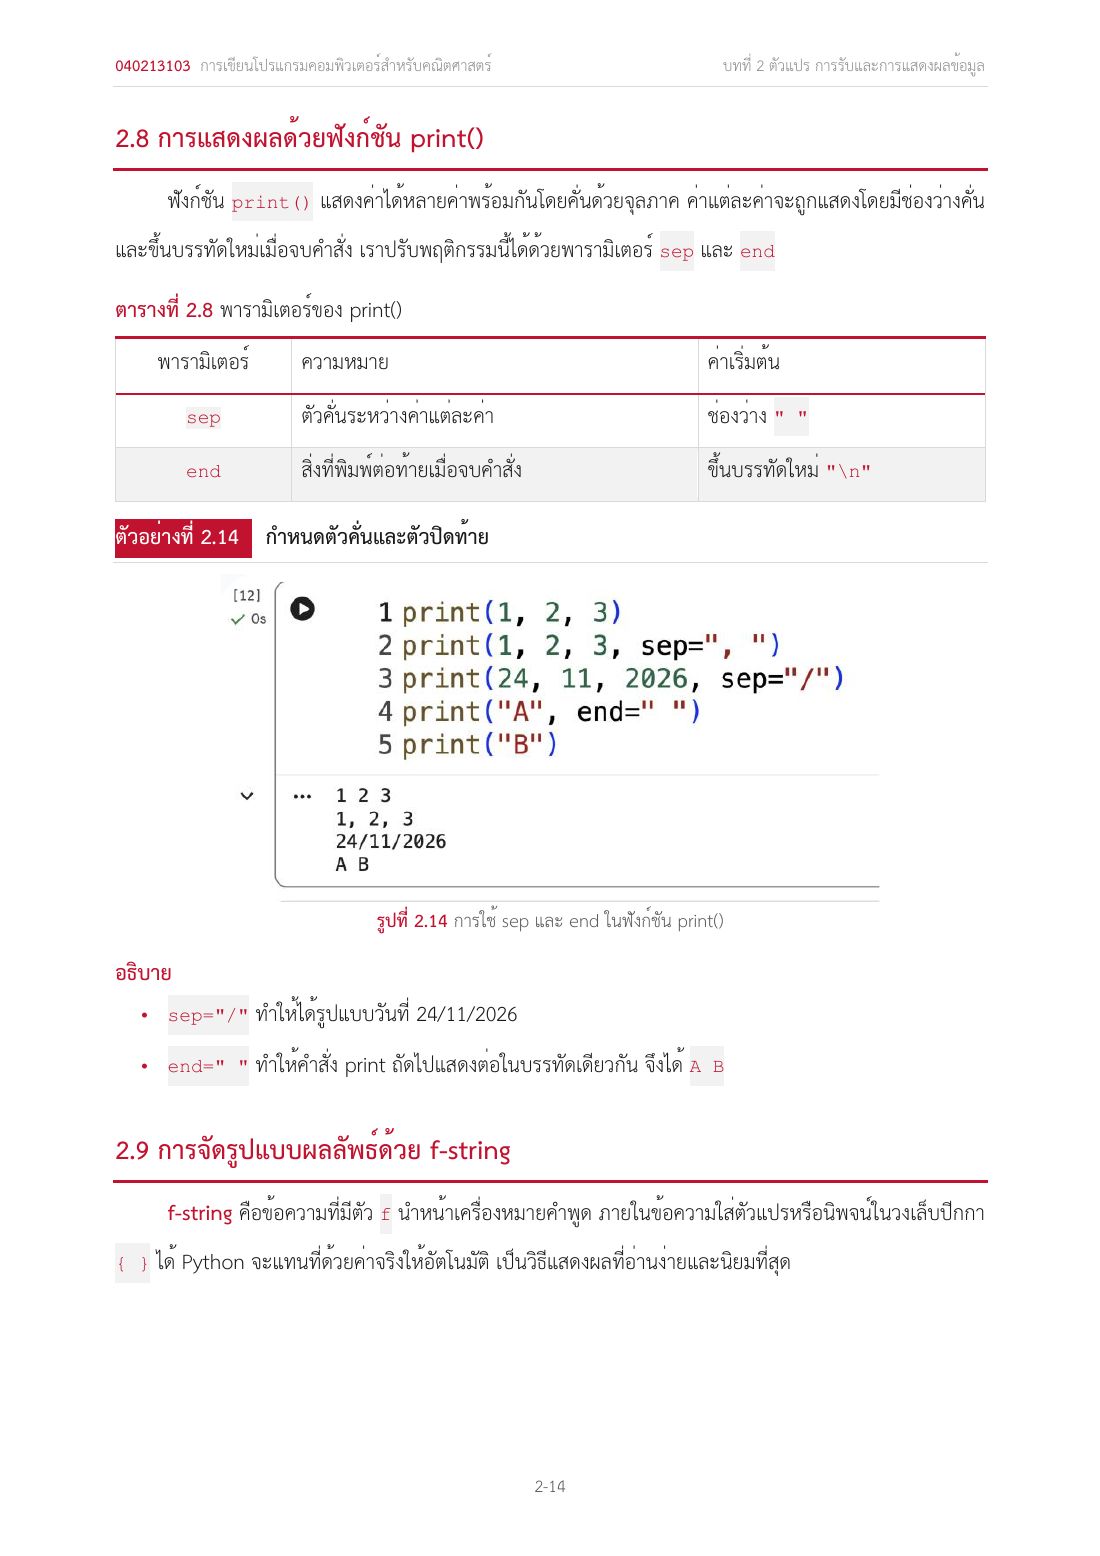 040213103 การเขียนโปรแกรมคอมพิวเตอร์สำหรับคณิตศาสตร์ บทที่ 2 ตัวแปร การรับและการแสดงผลข้อมูล
2.8 การแสดงผลด้วยฟังก์ชัน print()
ฟังก์ชัน print() แสดงค่าได้หลายค่าพร้อมกันโดยคั่นด้วยจุลภาค ค่าแต่ละค่าจะถูกแสดงโดยมีช่องว่างคั่น
และขึ้นบรรทัดใหม่เมื่อจบคำสั่ง เราปรับพฤติกรรมนี้ได้ด้วยพารามิเตอร์ sep และ end
ตารางที่ 2.8 พารามิเตอร์ของ print()
พารามิเตอร์ ความหมาย ค่าเริ่มต้น
sep ตัวคั่นระหว่างค่าแต่ละค่า ช่องว่าง " "
end สิ่งที่พิมพ์ต่อท้ายเมื่อจบคำสั่ง ขึ้นบรรทัดใหม่ "\n"
ตัวอย่างที่ 2.14 กำหนดตัวคั่นและตัวปิดท้าย
[12]
0s
1 print(1, 2, 3)
2 print(1, 2, 3, sep=", ")
3 print(24, 11, 2026, sep="/")
4 print("A", end=" ")
5 print("B")
1 2 3
1, 2, 3
24/11/2026
A B
รูปที่ 2.14 การใช้ sep และ end ในฟังก์ชัน print()
อธิบาย
• sep="/" ทำให้ได้รูปแบบวันที่ 24/11/2026
• end=" " ทำให้คำสั่ง print ถัดไปแสดงต่อในบรรทัดเดียวกัน จึงได้ A B
2.9 การจัดรูปแบบผลลัพธ์ด้วย f-string
f-string คือข้อความที่มีตัว f นำหน้าเครื่องหมายคำพูด ภายในข้อความใส่ตัวแปรหรือนิพจน์ในวงเล็บปีกกา
{ } ได้ Python จะแทนที่ด้วยค่าจริงให้อัตโนมัติ เป็นวิธีแสดงผลที่อ่านง่ายและนิยมที่สุด
2-14